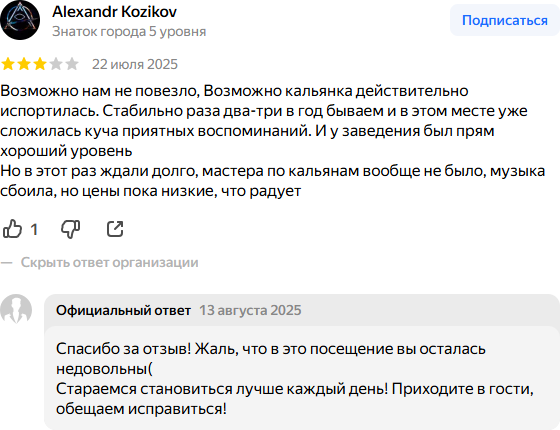 Alexandr Kozikov
Знаток города 5 уровня
Подписаться
22 июля 2025
Возможно нам не повезло, Возможно кальянка действительно
испортилась. Стабильно раза два-три в год бываем и в этом месте уже
сложилась куча приятных воспоминаний. И у заведения был прям
хороший уровень
Но в этот раз ждали долго, мастера по кальянам вообще не было, музыка
сбоила, но цены пока низкие, что радует
1
— Скрыть ответ организации
Официальный ответ 13 августа 2025
Спасибо за отзыв! Жаль, что в это посещение вы осталась
недовольны(
Стараемся становиться лучше каждый день! Приходите в гости,
обещаем исправиться!